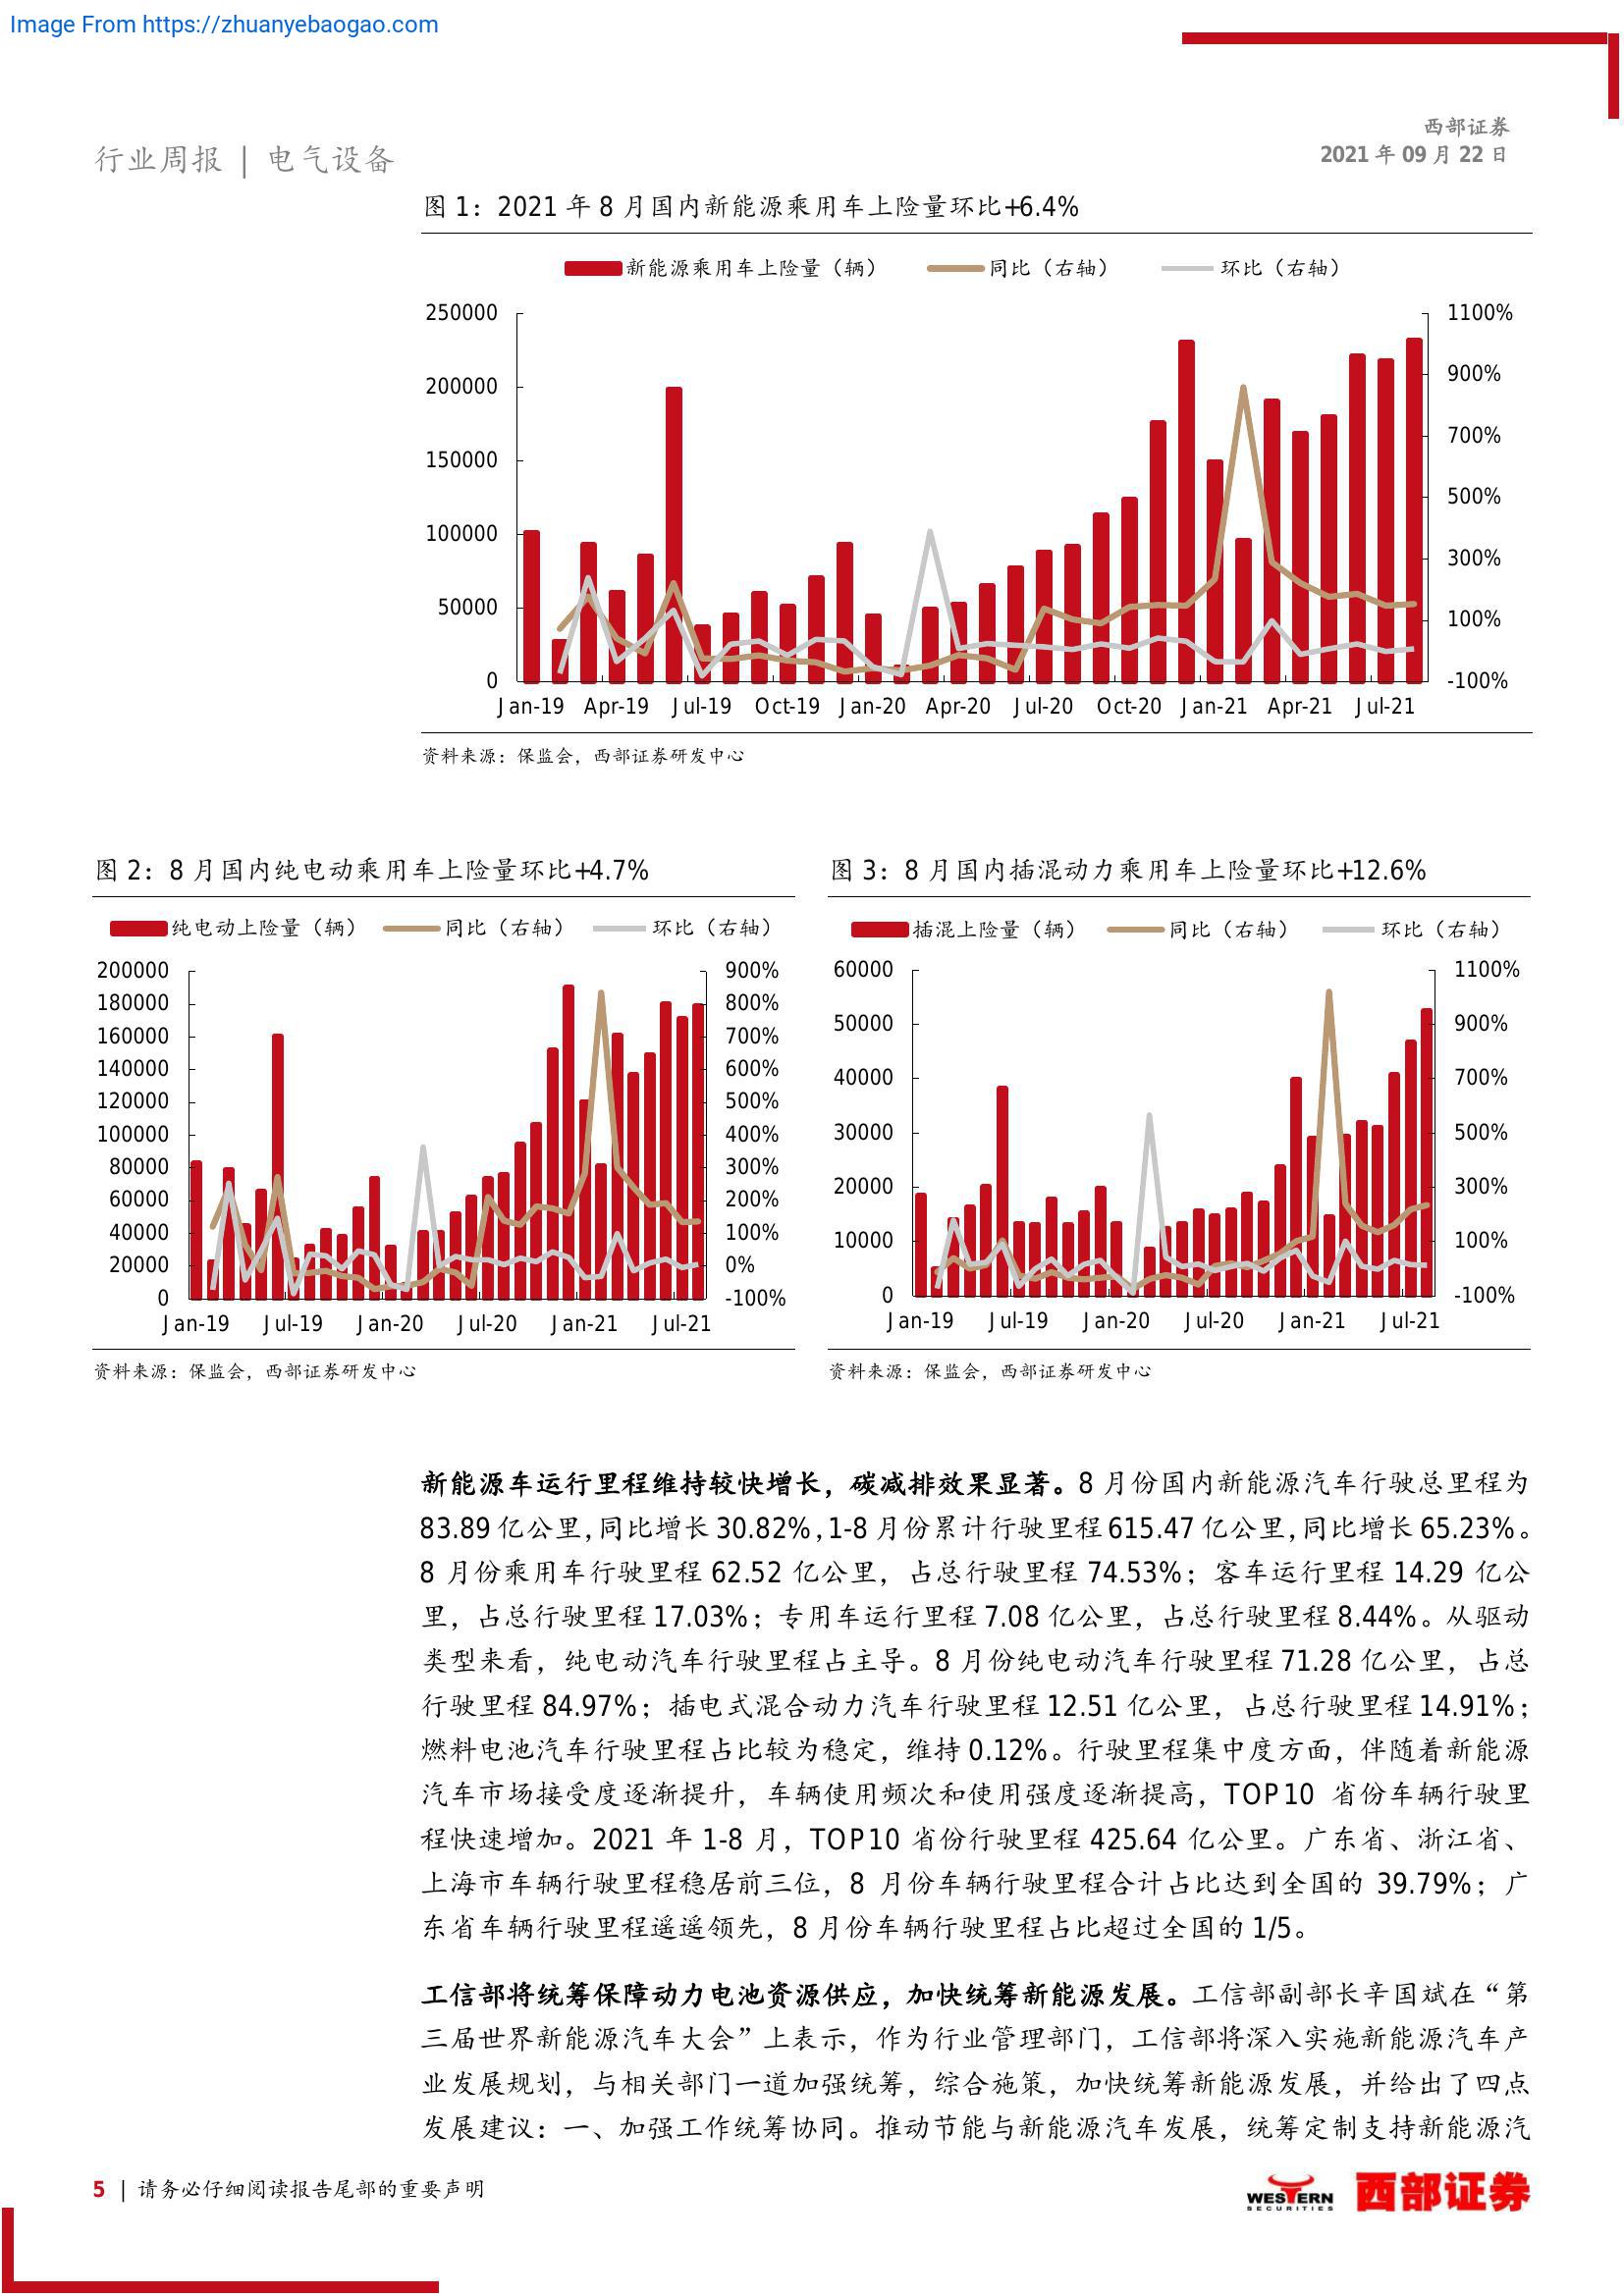 Image From https://zhuanyebaogao.com
西部证券
2021 年 09 月 22 日
行业周报 | 电气设备
图 1：2021 年 8 月国内新能源乘用车上险量环比+6.4%
新能源乘用车上险量（辆） 同比（右轴） 环比（右轴）
250000 1100%
200000 900%
150000 700%
100000 500%
50000 300%
0 100%
-100%
Jan-19 Apr-19 Jul-19 Oct-19 Jan-20 Apr-20 Jul-20 Oct-20 Jan-21 Apr-21 Jul-21
资料来源：保监会，西部证券研发中心
图 2：8 月国内纯电动乘用车上险量环比+4.7%
纯电动上险量（辆） 同比（右轴） 环比（右轴）
200000 900%
180000 800%
160000 700%
140000 600%
120000 500%
100000 400%
80000 300%
60000 200%
40000 100%
20000 0%
0 -100%
Jan-19 Jul-19 Jan-20 Jul-20 Jan-21 Jul-21
资料来源：保监会，西部证券研发中心
图 3：8 月国内插混动力乘用车上险量环比+12.6%
插混上险量（辆） 同比（右轴） 环比（右轴）
60000 1100%
50000 900%
40000 700%
30000 500%
20000 300%
10000 100%
0 -100%
Jan-19 Jul-19 Jan-20 Jul-20 Jan-21 Jul-21
资料来源：保监会，西部证券研发中心
新能源车运行里程维持较快增长，碳减排效果显著。8 月份国内新能源汽车行驶总里程为
83.89 亿公里，同比增长 30.82%，1-8 月份累计行驶里程 615.47 亿公里，同比增长 65.23%。
8 月份乘用车行驶里程 62.52 亿公里，占总行驶里程 74.53%；客车运行里程 14.29 亿公
里，占总行驶里程 17.03%；专用车运行里程 7.08 亿公里，占总行驶里程 8.44%。从驱动
类型来看，纯电动汽车行驶里程占主导。8 月份纯电动汽车行驶里程 71.28 亿公里，占总
行驶里程 84.97%；插电式混合动力汽车行驶里程 12.51 亿公里，占总行驶里程 14.91%；
燃料电池汽车行驶里程占比较为稳定，维持 0.12%。行驶里程集中度方面，伴随着新能源
汽车市场接受度逐渐提升，车辆使用频次和使用强度逐渐提高，TOP10 省份车辆行驶里
程快速增加。2021 年 1-8 月，TOP10 省份行驶里程 425.64 亿公里。广东省、浙江省、
上海市车辆行驶里程稳居前三位，8 月份车辆行驶里程合计占比达到全国的 39.79%；广
东省车辆行驶里程遥遥领先，8 月份车辆行驶里程占比超过全国的 1/5。
工信部将统筹保障动力电池资源供应，加快统筹新能源发展。工信部副部长辛国斌在“第
三届世界新能源汽车大会”上表示，作为行业管理部门，工信部将深入实施新能源汽车产
业发展规划，与相关部门一道加强统筹，综合施策，加快统筹新能源发展，并给出了四点
发展建议：一、加强工作统筹协同。推动节能与新能源汽车发展，统筹定制支持新能源汽
5 | 请务必仔细阅读报告尾部的重要声明
WESTERN
SECURITIES
西部证券